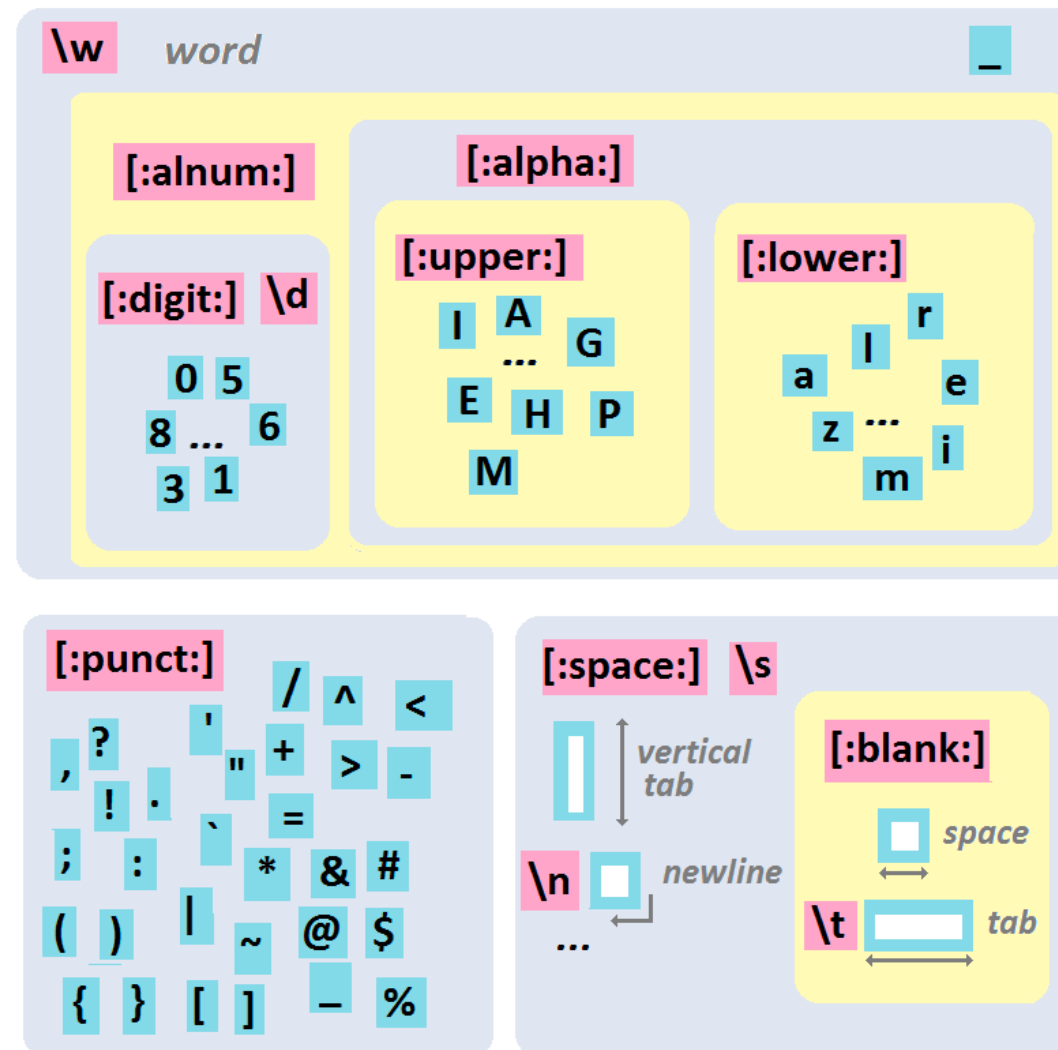 \w word _
[:alnum:] [:alpha:]
[:upper:] [:lower:]
[:digit:] \d
I A G
...
E H P
M
r
l
a e
z ... i
m
0 5
8 ... 6
3 1
[:punct:]
/ ^ <
? ' + > -
, "
! .
` =
; : * & #
( ) | ~ @ $
{ } [ ] _ %
[:space:] \s
vertical
tab
\n newline
...
[:blank:]
space
\t tab